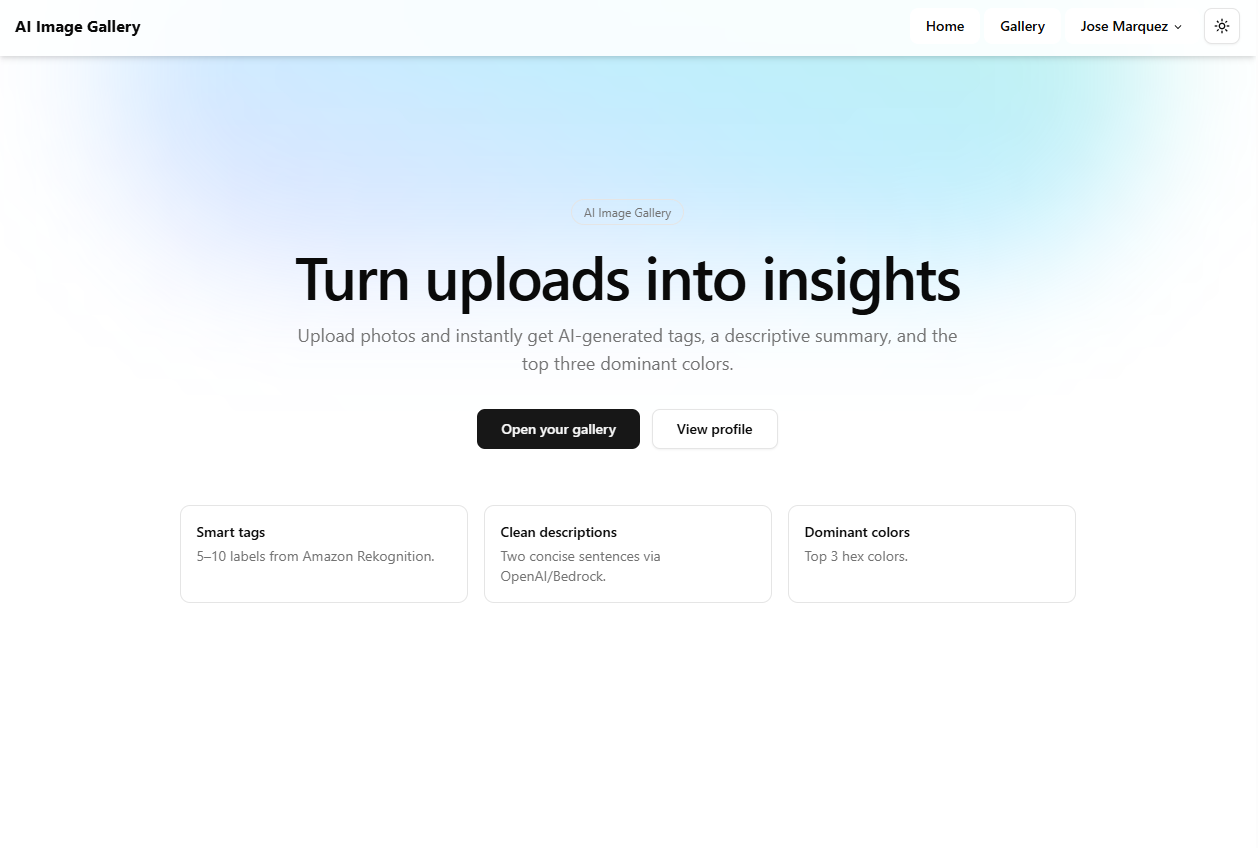 AI Image Gallery
Home
Gallery
Jose Marquez
AI Image Gallery
Turn uploads into insights
Upload photos and instantly get AI-generated tags, a descriptive summary, and the
top three dominant colors.
Open your gallery
View profile
Smart tags
5–10 labels from Amazon Rekognition.
Clean descriptions
Two concise sentences via
OpenAI/Bedrock.
Dominant colors
Top 3 hex colors.